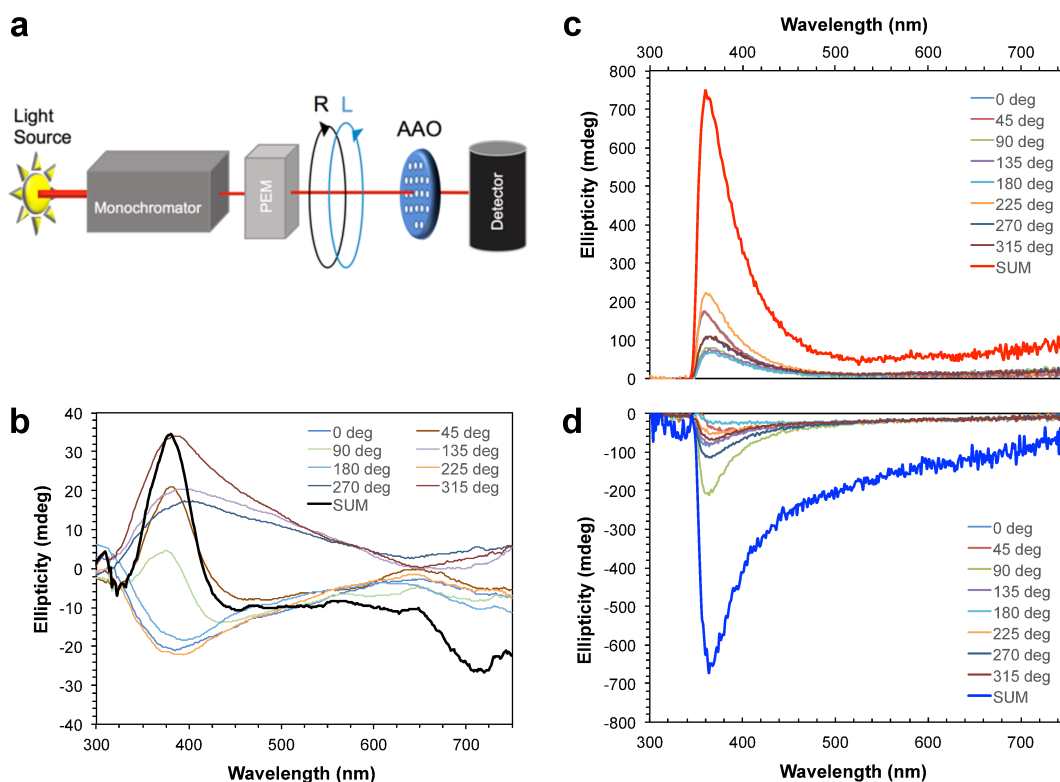 a
Light
Source
Monochromator
PEM
R L
AAO
Detector
b
40
30
20
10
0
-10
-20
-30
-40
300 400 500 600 700
Ellipticity (mdeg)
Wavelength (nm)
0 deg 45 deg
90 deg 135 deg
180 deg 225 deg
270 deg 315 deg
SUM
c
Wavelength (nm)
300 400 500 600 700
800
700
600
500
400
300
200
100
0
Ellipticity (mdeg)
0 deg
45 deg
90 deg
135 deg
180 deg
225 deg
270 deg
315 deg
SUM
d
0
-100
-200
-300
-400
-500
-600
-700
-800
300 400 500 600 700
Ellipticity (mdeg)
Wavelength (nm)
0 deg
45 deg
90 deg
135 deg
180 deg
225 deg
270 deg
315 deg
SUM